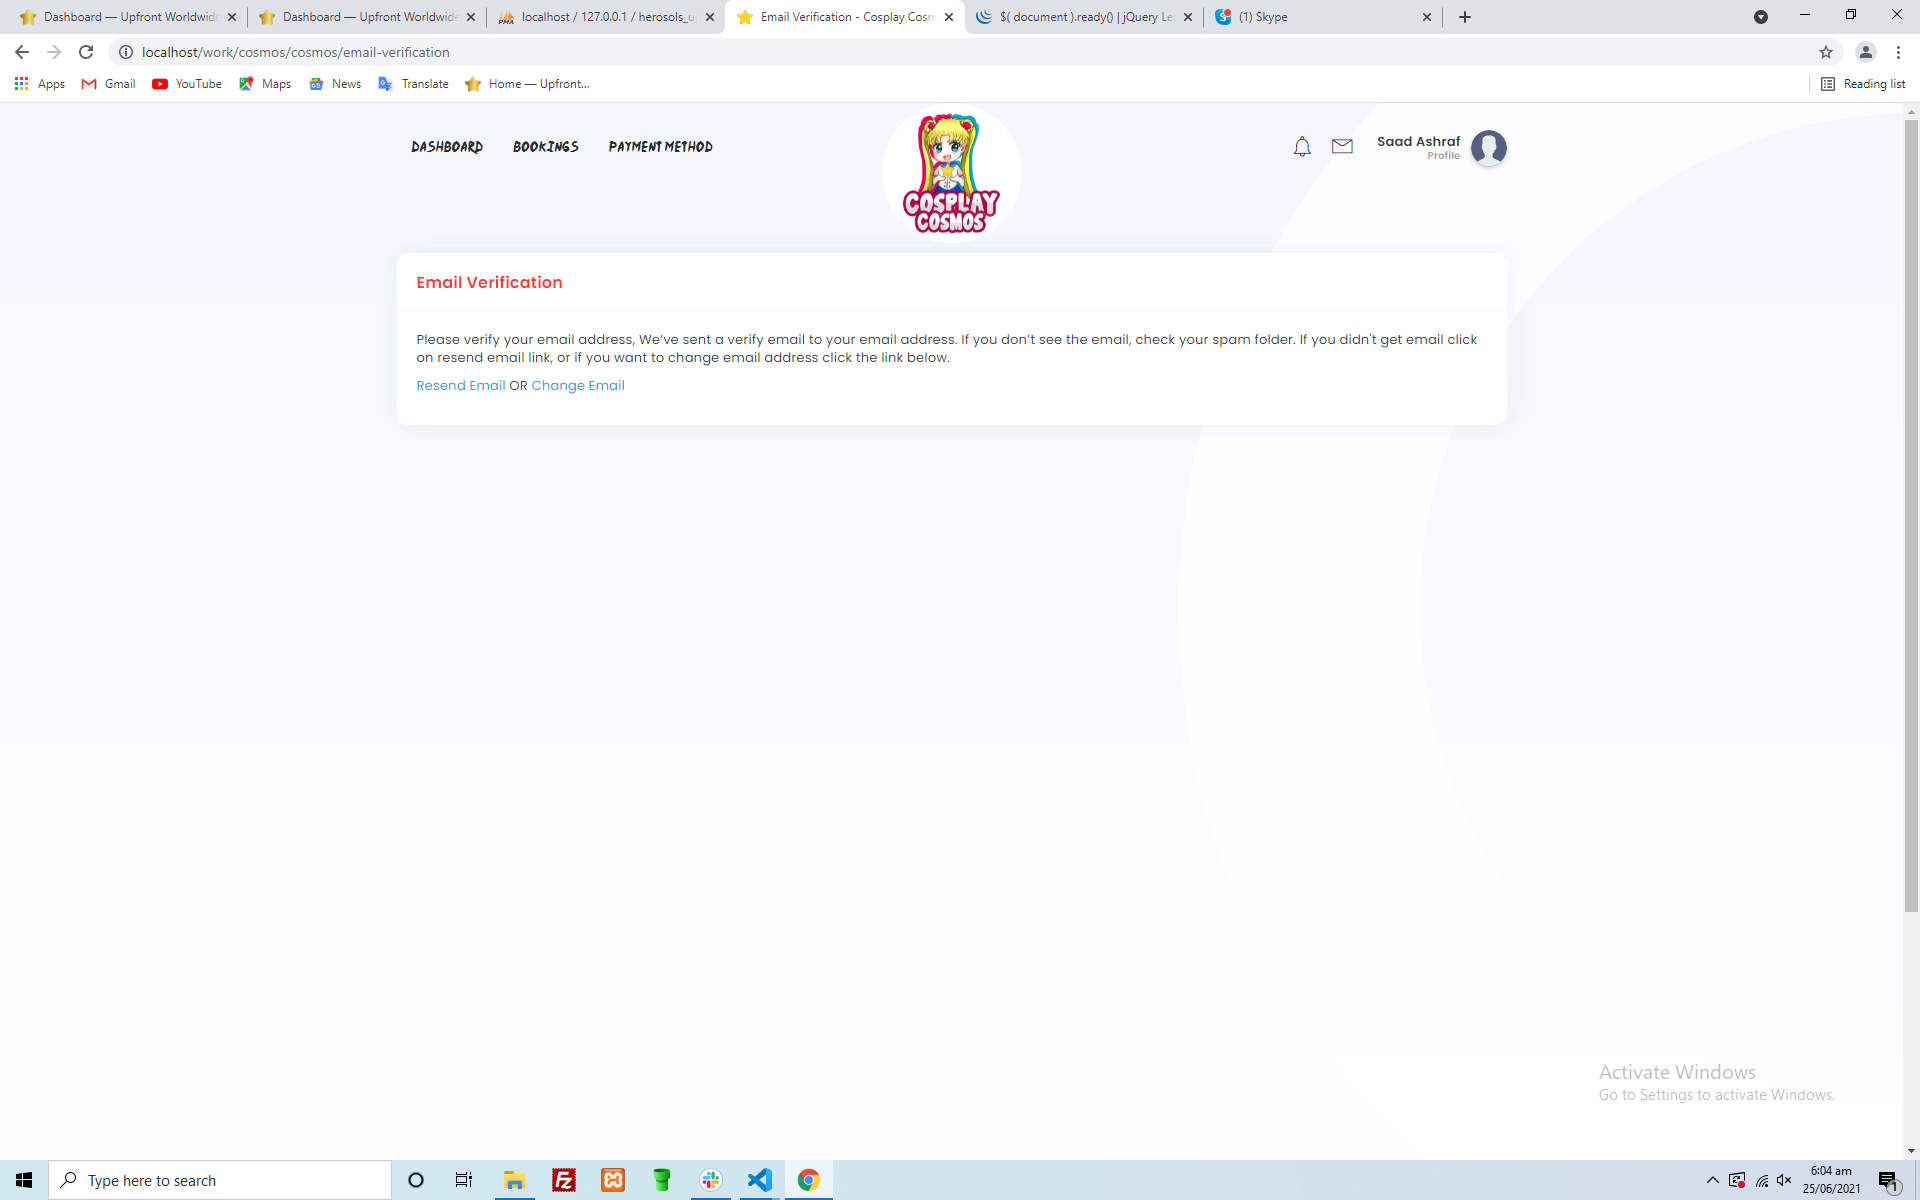 Dashboard — Upfront Worldwide
Dashboard — Upfront Worldwide
localhost / 127.0.0.1 / herosols_u
Email Verification - Cosplay Cosm
$( document ).ready() | jQuery Le
(1) Skype
localhost/work/cosmos/cosmos/email-verification
Apps
Gmail
YouTube
Maps
News
Translate
Home — Upfront...
Reading list
DASHBOARD
BOOKINGS
PAYMENT METHOD
COSPLAY
COSMOS
Saad Ashraf
Profile
Email Verification
Please verify your email address, We’ve sent a verify email to your email address. If you don’t see the email, check your spam folder. If you didn't get email click
on resend email link, or if you want to change email address click the link below.
Resend Email OR Change Email
Activate Windows
Go to Settings to activate Windows.
Type here to search
6:04 am
25/06/2021
1